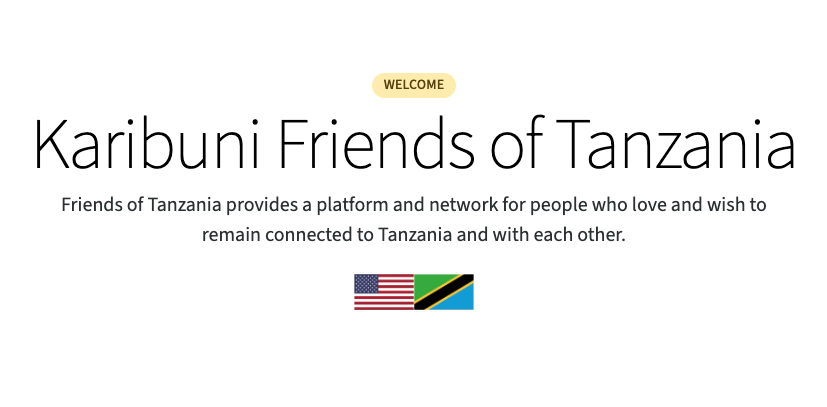 WELCOME
Karibuni Friends of Tanzania
Friends of Tanzania provides a platform and network for people who love and wish to
remain connected to Tanzania and with each other.